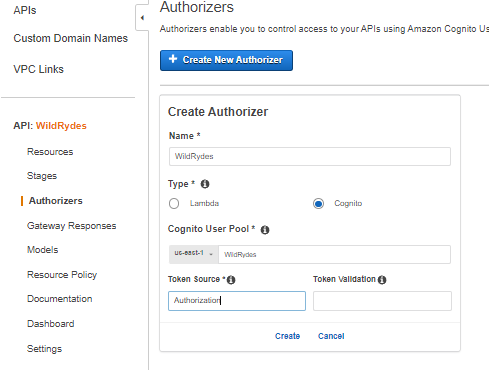 APIs
Custom Domain Names
VPC Links
API: WildRydes
Resources
Stages
Authorizers
Gateway Responses
Models
Resource Policy
Documentation
Dashboard
Settings
Authorizers
Authorizers enable you to control access to your APIs using Amazon Cognito Us
+ Create New Authorizer
Create Authorizer
Name *
WildRydes
Type *
Lambda Cognito
Cognito User Pool *
us-east-1 WildRydes
Token Source * Token Validation
Authorization
Create Cancel